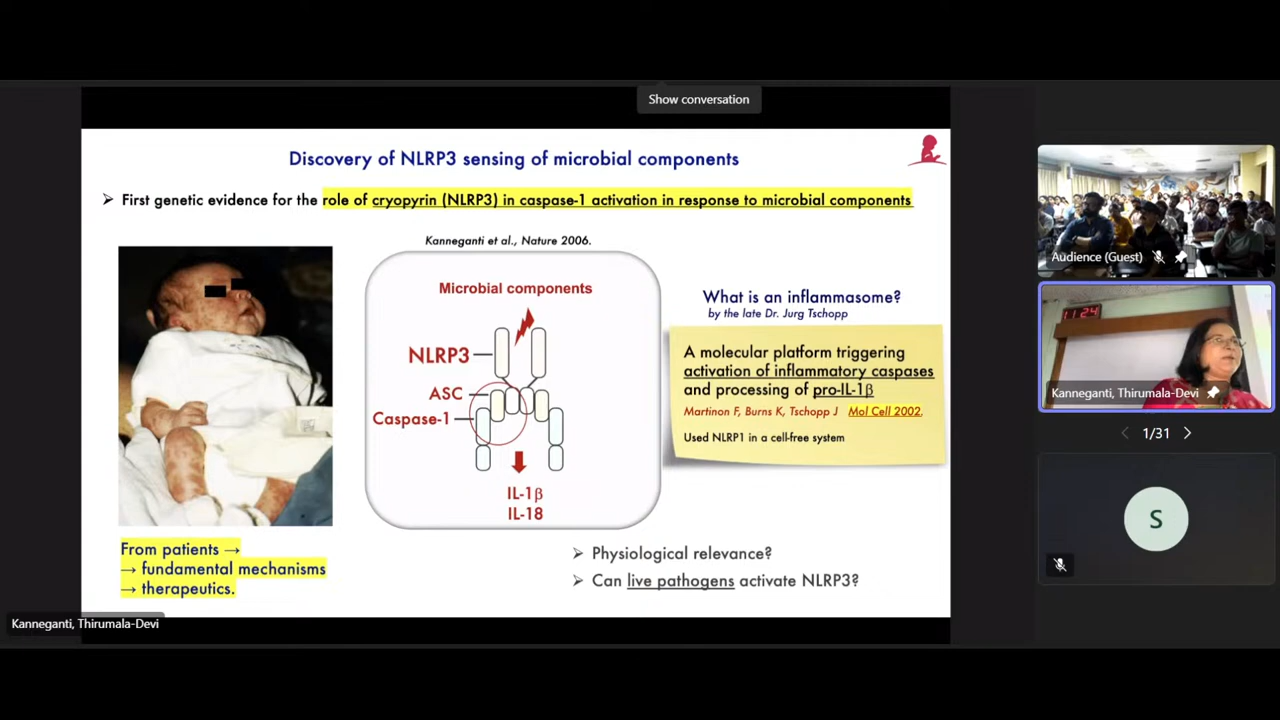 Show conversation
Discovery of NLRP3 sensing of microbial components
➢ First genetic evidence for the role of cryopyrin (NLRP3) in caspase-1 activation in response to microbial components
Kanneganti et al., Nature 2006.
Microbial components
NLRP3
ASC
Caspase-1
IL-1β
IL-18
What is an inflammasome?
by the late Dr. Jurg Tschopp
A molecular platform triggering
activation of inflammatory caspases
and processing of pro-IL-1β
Martinon F, Burns K, Tschopp J Mol Cell 2002.
Used NLRP1 in a cell-free system
From patients →
→ fundamental mechanisms
→ therapeutics.
➢ Physiological relevance?
➢ Can live pathogens activate NLRP3?
Kanneganti, Thirumala-Devi
Audience (Guest)
11:24
Kanneganti, Thirumala-Devi
1/31
S